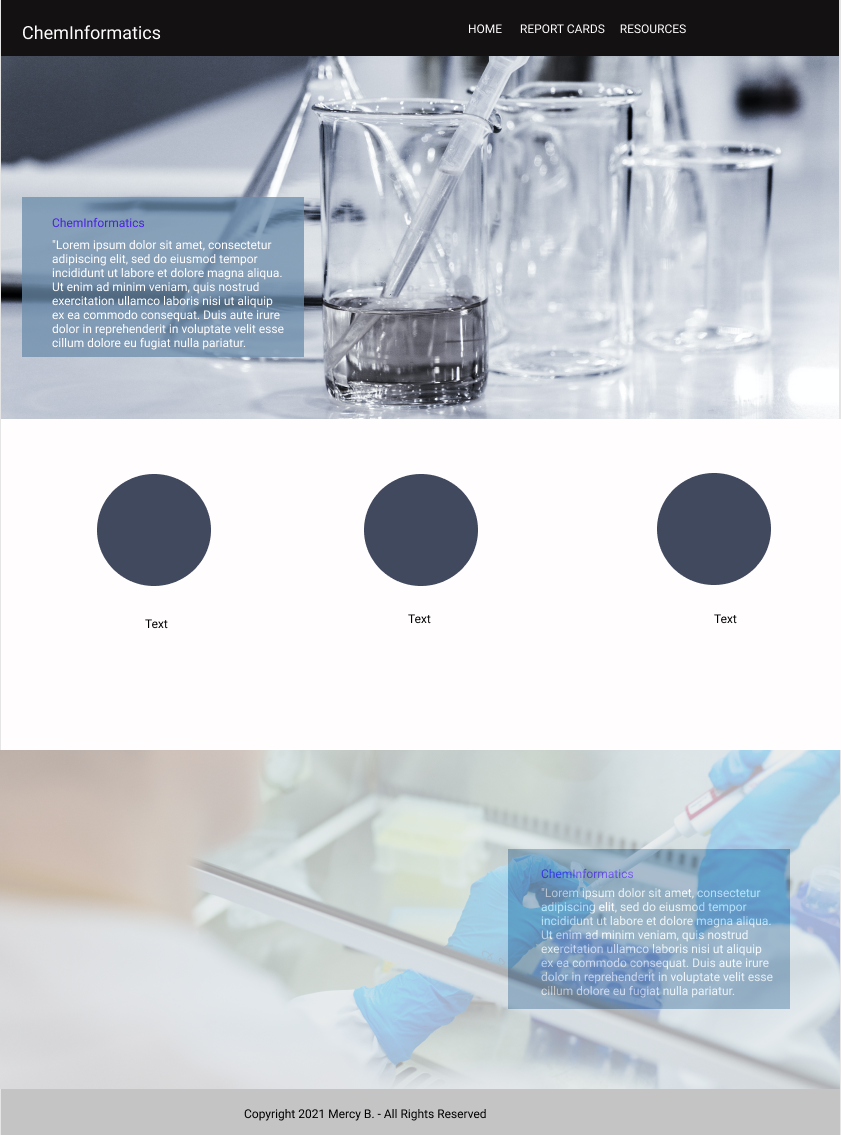 ChemInformatics
HOME REPORT CARDS RESOURCES
ChemInformatics
"Lorem ipsum dolor sit amet, consectetur
adipiscing elit, sed do eiusmod tempor
incididunt ut labore et dolore magna aliqua.
Ut enim ad minim veniam, quis nostrud
exercitation ullamco laboris nisi ut aliquip
ex ea commodo consequat. Duis aute irure
dolor in reprehenderit in voluptate velit esse
cillum dolore eu fugiat nulla pariatur.
Text
Text
Text
ChemInformatics
"Lorem ipsum dolor sit amet, consectetur
adipiscing elit, sed do eiusmod tempor
incididunt ut labore et dolore magna aliqua.
Ut enim ad minim veniam, quis nostrud
exercitation ullamco laboris nisi ut aliquip
ex ea commodo consequat. Duis aute irure
dolor in reprehenderit in voluptate velit esse
cillum dolore eu fugiat nulla pariatur.
Copyright 2021 Mercy B. - All Rights Reserved